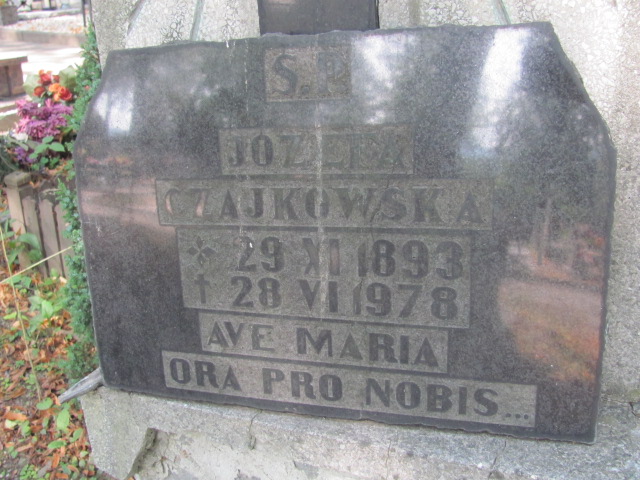 Ś.P.
JÓZEFA
CZAJKOWSKA
* 29 XI 1893
† 28 VI 1978
AVE MARIA
ORA PRO NOBIS...